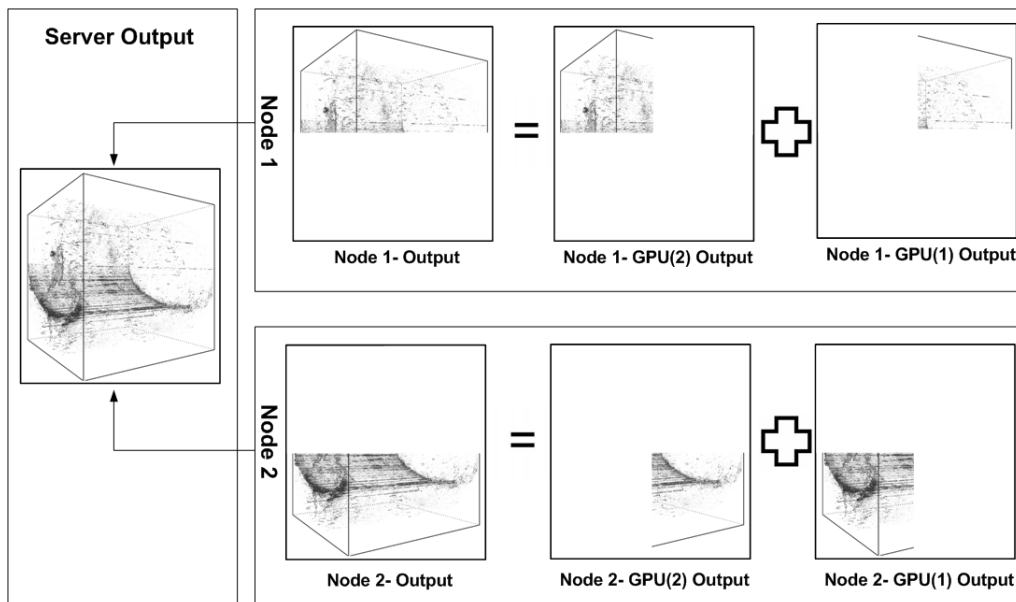 Server Output
Node 1
=
Node 1- Output
Node 1- GPU(2) Output
Node 1- GPU(1) Output
Node 2
=
Node 2- Output
Node 2- GPU(2) Output
Node 2- GPU(1) Output